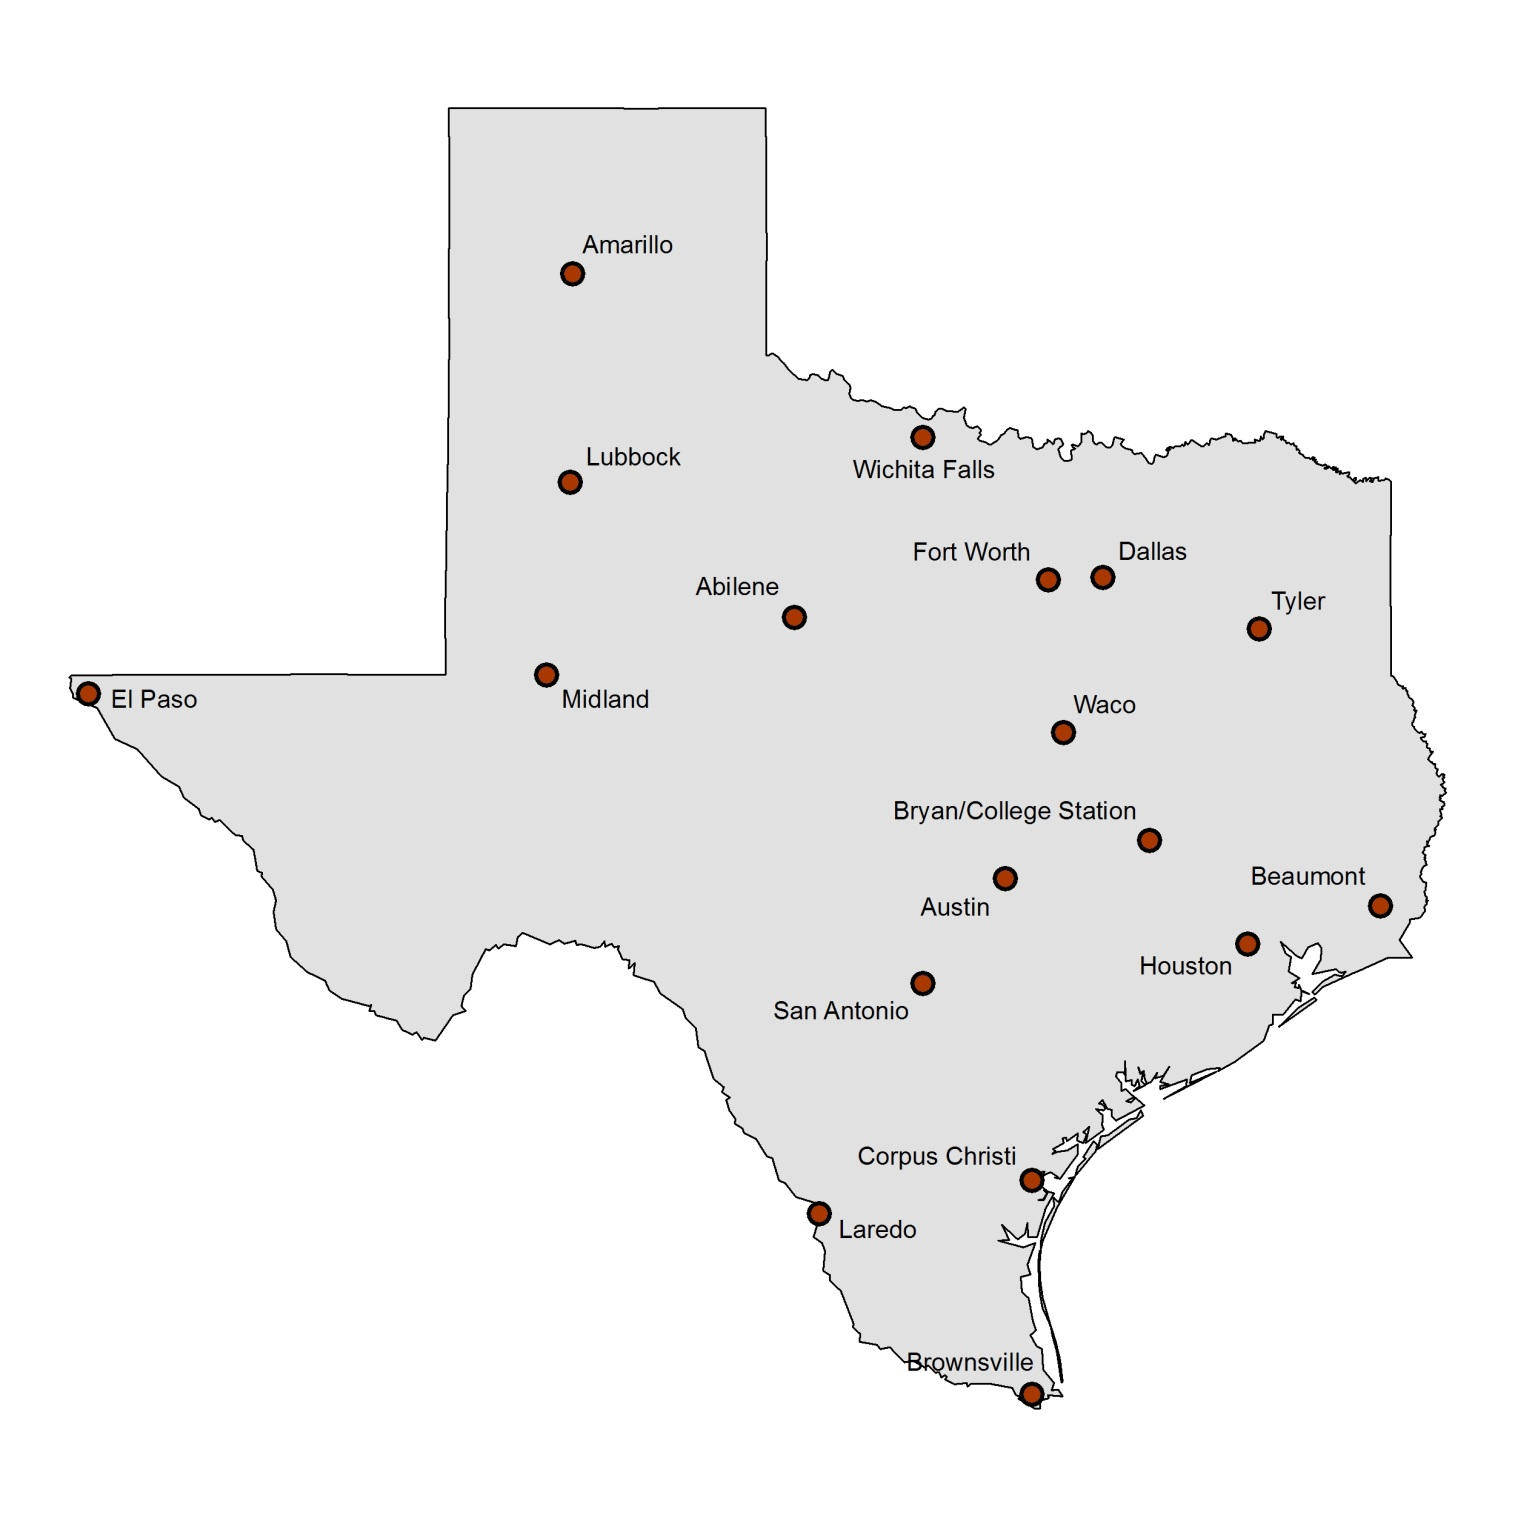 Amarillo
Lubbock
Wichita Falls
Fort Worth
Dallas
Abilene
Tyler
El Paso
Midland
Waco
Bryan/College Station
Beaumont
Austin
Houston
San Antonio
Corpus Christi
Laredo
Brownsville